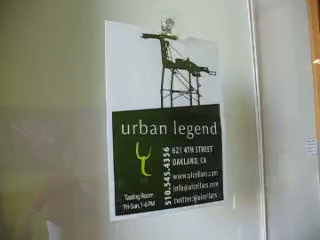 urban legend
510.545.4356
621 4TH STREET
OAKLAND, CA
www.ulcellars.com
info@ulcellars.com
twitter:@ulcellars
Tasting Room
Fri-Sun, 1-6 PM